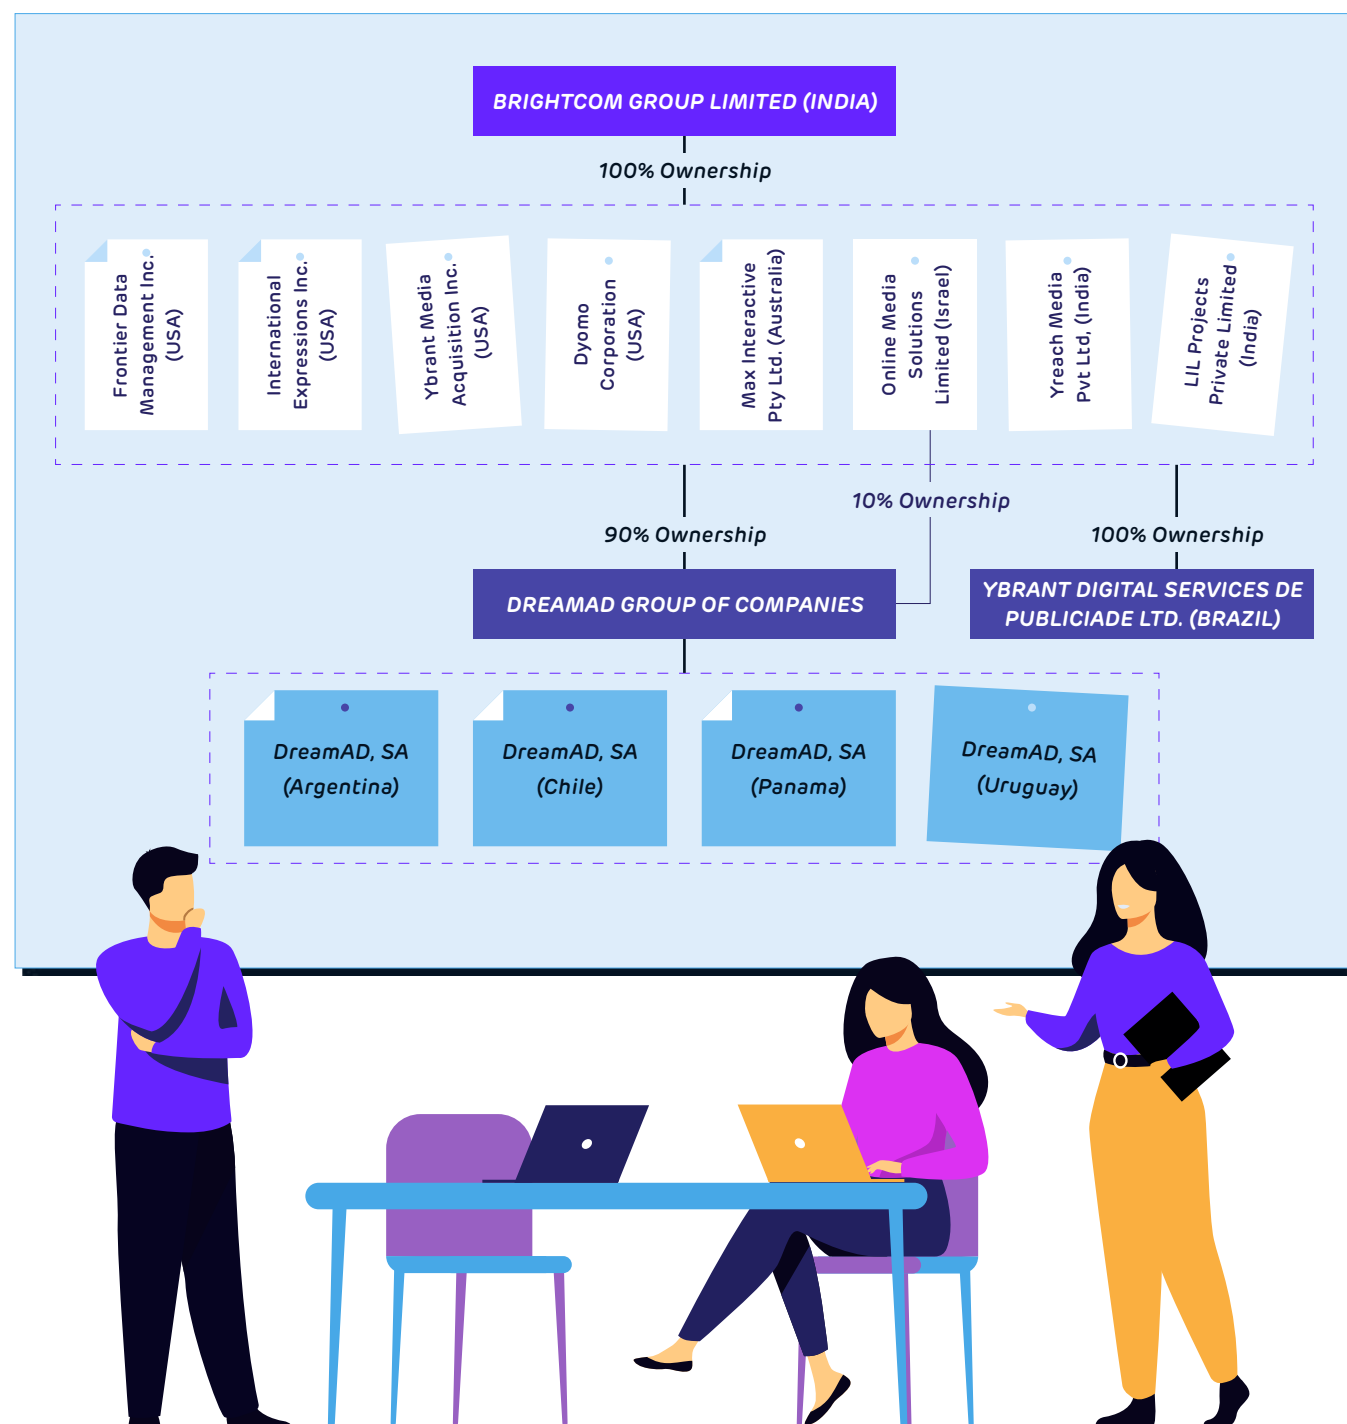 BRIGHTCOM GROUP LIMITED (INDIA)
100% Ownership
Frontier Data
Management Inc.
(USA)
International
Expressions Inc.
(USA)
Ybrant Media
Acquisition Inc.
(USA)
Dyomo
Corporation
(USA)
Max Interactive
Pty Ltd. (Australia)
Online Media
Solutions
Limited (Israel)
Yreach Media
Pvt Ltd, (India)
LIL Projects
Private Limited
(India)
10% Ownership
90% Ownership
100% Ownership
DREAMAD GROUP OF COMPANIES
YBRANT DIGITAL SERVICES DE
PUBLICIADE LTD. (BRAZIL)
DreamAD, SA
(Argentina)
DreamAD, SA
(Chile)
DreamAD, SA
(Panama)
DreamAD, SA
(Uruguay)